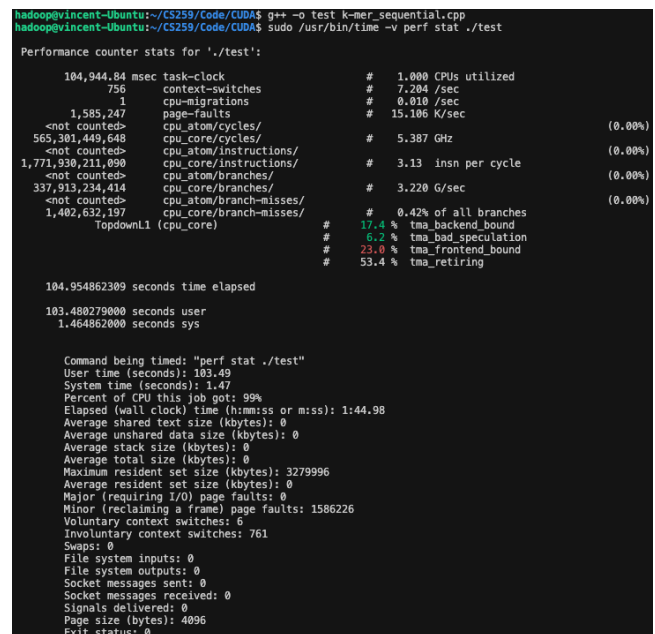 hadoop@vincent-Ubuntu:~/CS259/Code/CUDA$ g++ -o test k-mer_sequential.cpp
hadoop@vincent-Ubuntu:~/CS259/Code/CUDA$ sudo /usr/bin/time -v perf stat ./test
Performance counter stats for './test':
104,944.84 msec task-clock # 1.000 CPUs utilized
756 context-switches # 7.204 /sec
1 cpu-migrations # 0.010 /sec
1,585,247 page-faults # 15.106 K/sec
<not counted> cpu_atom/cycles/ (0.00%)
565,301,449,648 cpu_core/cycles/ # 5.387 GHz
<not counted> cpu_atom/instructions/ (0.00%)
1,771,930,211,090 cpu_core/instructions/ # 3.13 insn per cycle
<not counted> cpu_atom/branches/ (0.00%)
337,913,234,414 cpu_core/branches/ # 3.220 G/sec
<not counted> cpu_atom/branch-misses/ (0.00%)
1,402,632,197 cpu_core/branch-misses/ # 0.42% of all branches
TopdownL1 (cpu_core) # 17.4 % tma_backend_bound
# 6.2 % tma_bad_speculation
# 23.0 % tma_frontend_bound
# 53.4 % tma_retiring
104.954862309 seconds time elapsed
103.480279000 seconds user
1.464862000 seconds sys
Command being timed: "perf stat ./test"
User time (seconds): 103.49
System time (seconds): 1.47
Percent of CPU this job got: 99%
Elapsed (wall clock) time (h:mm:ss or m:ss): 1:44.98
Average shared text size (kbytes): 0
Average unshared data size (kbytes): 0
Average stack size (kbytes): 0
Average total size (kbytes): 0
Maximum resident set size (kbytes): 3279996
Average resident set size (kbytes): 0
Major (requiring I/O) page faults: 0
Minor (reclaiming a frame) page faults: 1586226
Voluntary context switches: 6
Involuntary context switches: 761
Swaps: 0
File system inputs: 0
File system outputs: 0
Socket messages sent: 0
Socket messages received: 0
Signals delivered: 0
Page size (bytes): 4096
Exit status: 0